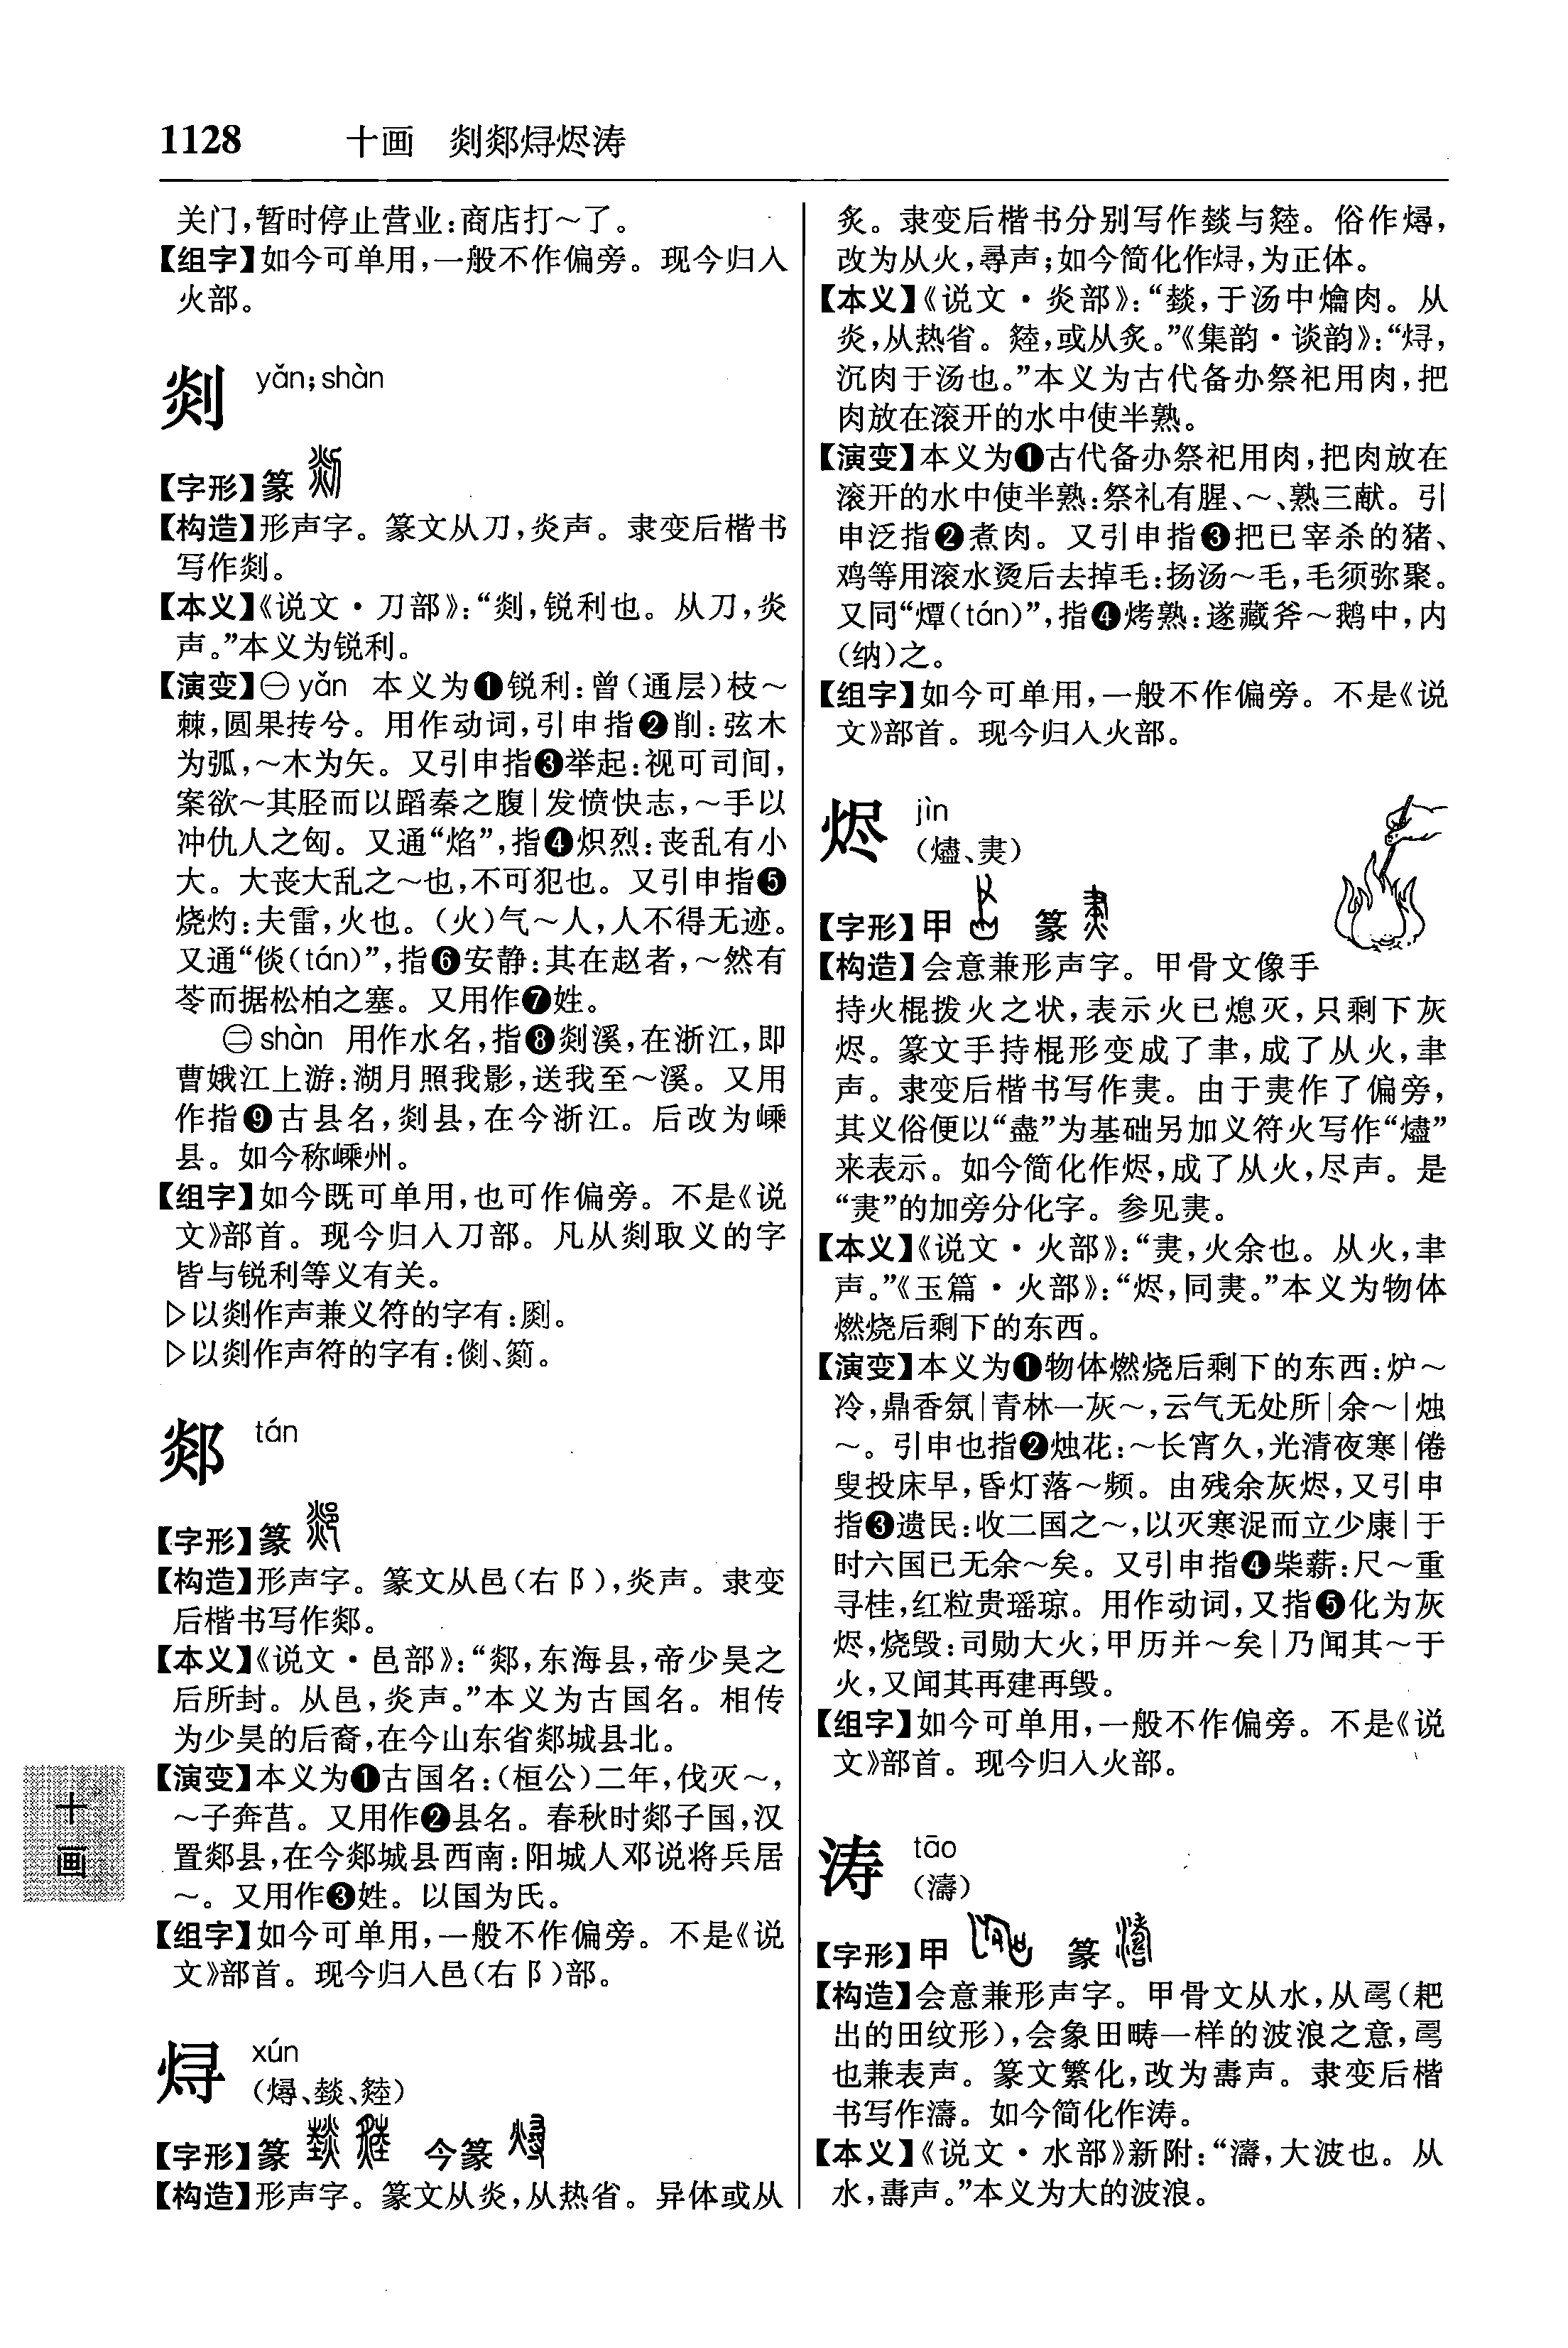 1128 十画 剡郯𬊈烬涛
关门,暂时停止营业:商店打~了。
【组字】如今可单用,一般不作偏旁。现今归入
火部。
剡 yǎn;shàn
【字形】篆
【构造】形声字。篆文从刀,炎声。隶变后楷书
写作剡。
【本义】《说文·刀部》:“剡,锐利也。从刀,炎
声。”本义为锐利。
【演变】㊀yǎn 本义为❶锐利:曾(通层)枝~
棘,圆果抟兮。用作动词,引申指❷削:弦木
为弧,~木为矢。又引申指❸举起:视可司间,
案欲~其胫而以蹈秦之腹|发愤快志,~手以
冲仇人之匈。又通“焰”,指❹炽烈:丧乱有小
大。大丧大乱之~也,不可犯也。又引申指❺
烧灼:夫雷,火也。(火)气~人,人不得无迹。
又通“倓(tán)”,指❻安静:其在赵者,~然有
苓而据松柏之塞。又用作❼姓。
㊁shàn 用作水名,指❽剡溪,在浙江,即
曹娥江上游:湖月照我影,送我至~溪。又用
作指❾古县名,剡县,在今浙江。后改为嵊
县。如今称嵊州。
【组字】如今既可单用,也可作偏旁。不是《说
文》部首。现今归入刀部。凡从剡取义的字
皆与锐利等义有关。
▷以剡作声兼义符的字有:罽。
▷以剡作声符的字有:㓹、䈉。
郯 tán
【字形】篆
【构造】形声字。篆文从邑(右阝),炎声。隶变
后楷书写作郯。
【本义】《说文·邑部》:“郯,东海县,帝少昊之
后所封。从邑,炎声。”本义为古国名。相传
为少昊的后裔,在今山东省郯城县北。
【演变】本义为❶古国名:(桓公)二年,伐灭~,
~子奔莒。又用作❷县名。春秋时郯子国,汉
置郯县,在今郯城县西南:阳城人邓说将兵居
~。又用作❸姓。以国为氏。
【组字】如今可单用,一般不作偏旁。不是《说
文》部首。现今归入邑(右阝)部。
𬊈 xún
(燖、燅、𤎥)
【字形】篆 今篆
【构造】形声字。篆文从炎,从热省。异体或从
炙。隶变后楷书分别写作燅与𤎥。俗作燖,
改为从火,尋声;如今简化作𬊈,为正体。
【本义】《说文·炎部》:“燅,于汤中爚肉。从
炎,从热省。𤎥,或从炙。”《集韵·谈韵》:“𬊈,
沉肉于汤也。”本义为古代备办祭祀用肉,把
肉放在滚开的水中使半熟。
【演变】本义为❶古代备办祭祀用肉,把肉放在
滚开的水中使半熟:祭礼有腥、~、熟三献。引
申泛指❷煮肉。又引申指❸把已宰杀的猪、
鸡等用滚水烫后去掉毛:扬汤~毛,毛须弥聚。
又同“燂(tán)”,指❹烤熟:遂藏斧~鹅中,内
(纳)之。
【组字】如今可单用,一般不作偏旁。不是《说
文》部首。现今归入火部。
烬 jìn
(燼、㶳)
【字形】甲 篆
【构造】会意兼形声字。甲骨文像手
持火棍拨火之状,表示火已熄灭,只剩下灰
烬。篆文手持棍形变成了聿,成了从火,聿
声。隶变后楷书写作㶳。由于㶳作了偏旁,
其义俗便以“盡”为基础另加义符火写作“燼”
来表示。如今简化作烬,成了从火,尽声。是
“㶳”的加旁分化字。参见㶳。
【本义】《说文·火部》:“㶳,火余也。从火,聿
声。”《玉篇·火部》:“烬,同㶳。”本义为物体
燃烧后剩下的东西。
【演变】本义为❶物体燃烧后剩下的东西:炉~
冷,鼎香氛|青林一灰~,云气无处所|余~|烛
~。引申也指❷烛花:~长宵久,光清夜寒|倦
叟投床早,昏灯落~频。由残余灰烬,又引申
指❸遗民:收二国之~,以灭寒浞而立少康|于
时六国已无余~矣。又引申指❹柴薪:尺~重
寻桂,红粒贵瑶琼。用作动词,又指❺化为灰
烬,烧毁:司勋大火,甲历并~矣|乃闻其~于
火,又闻其再建再毁。
【组字】如今可单用,一般不作偏旁。不是《说
文》部首。现今归入火部。
涛 tāo
(濤)
【字形】甲 篆
【构造】会意兼形声字。甲骨文从水,从𠷎(耙
出的田纹形),会象田畴一样的波浪之意,𠷎
也兼表声。篆文繁化,改为壽声。隶变后楷
书写作濤。如今简化作涛。
【本义】《说文·水部》新附:“濤,大波也。从
水,壽声。”本义为大的波浪。
十画